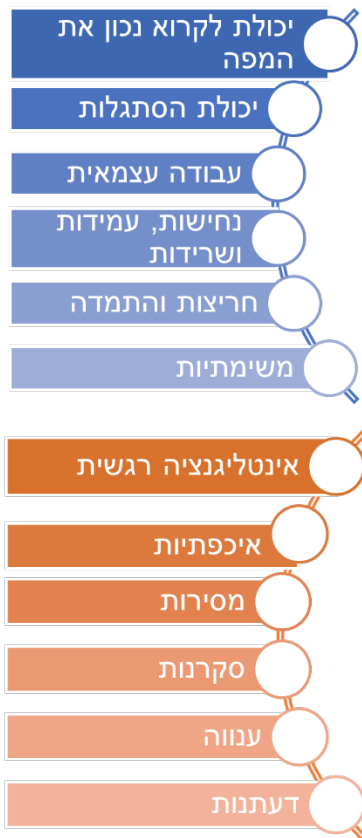 יכולת לקרוא נכון את
המפה
יכולת הסתגלות
עבודה עצמאית
נחישות, עמידות
ושרידות
חריצות והתמדה
משימתיות
אינטליגנציה רגשית
איכפתיות
מסירות
סקרנות
ענווה
דעתנות